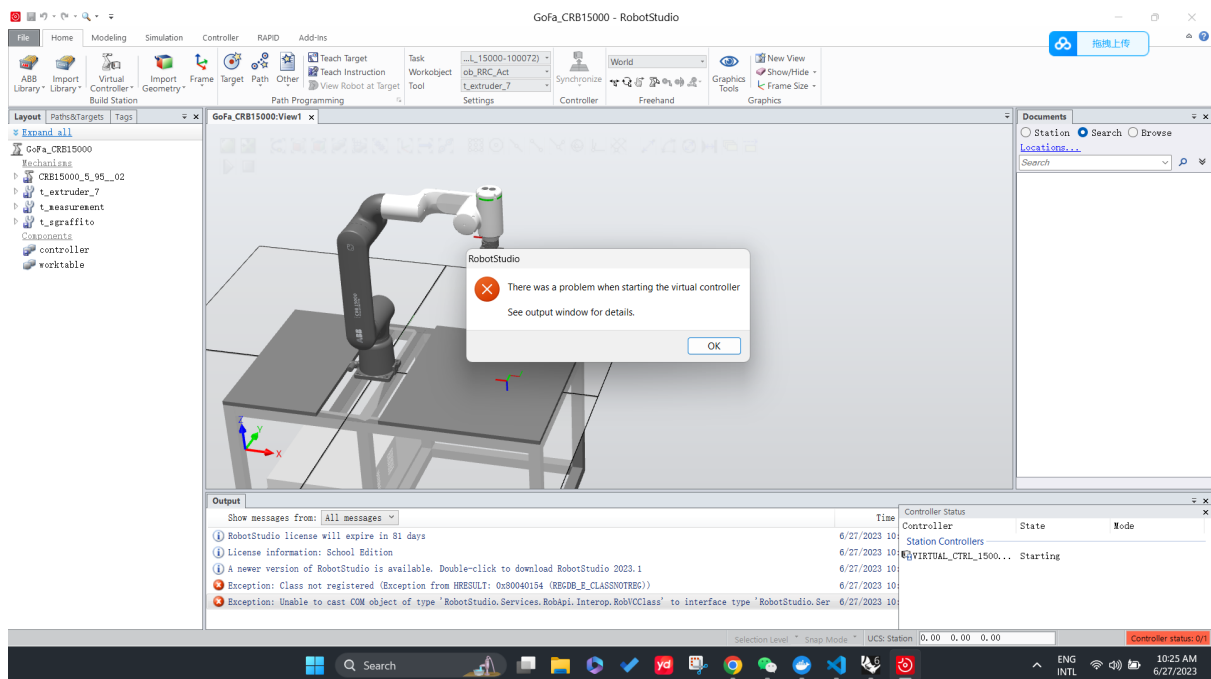 GoFa_CRB15000 - RobotStudio
File Home Modeling Simulation Controller RAPID Add-Ins
拖拽上传
ABB Library
Import Library
Virtual Controller
Import Geometry
Frame
Target
Path
Other
Teach Target
Teach Instruction
View Robot at Target
Task ...L_15000-100072)
Workobject ob_RRC_Act
Tool t_extruder_7
Synchronize
World
Graphics Tools
New View
Show/Hide
Frame Size
Build Station
Path Programming
Settings
Controller
Freehand
Graphics
Layout Paths&Targets Tags
Expand all
GoFa_CRB15000
Mechanisms
CRB15000_5_95__02
t_extruder_7
t_measurement
t_sgraffito
Components
controller
worktable
GoFa_CRB15000:View1 x
Z
Y
X
RobotStudio
There was a problem when starting the virtual controller
See output window for details.
OK
Documents
Station Search Browse
Locations...
Search
Output
Show messages from: All messages
Time
RobotStudio license will expire in 81 days 6/27/2023 10:
License information: School Edition 6/27/2023 10:
A newer version of RobotStudio is available. Double-click to download RobotStudio 2023.1 6/27/2023 10:
Exception: Class not registered (Exception from HRESULT: 0x80040154 (REGDB_E_CLASSNOTREG)) 6/27/2023 10:
Exception: Unable to cast COM object of type 'RobotStudio.Services.RobApi.Interop.RobVCClass' to interface type 'RobotStudio.Ser 6/27/2023 10:
Controller Status
Controller State Mode
Station Controllers
VIRTUAL_CTRL_1500... Starting
Selection Level Snap Mode UCS: Station 0.00 0.00 0.00 Controller status: 0/1
Search
yd
6
ENG
INTL
10:25 AM
6/27/2023